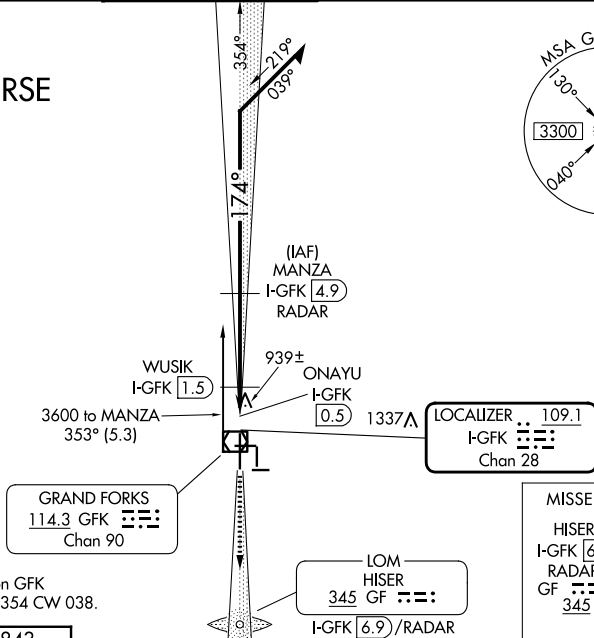 RSE
354°
219°
039°
MSA G
130°
3300
040°
174°
(IAF)
MANZA
I-GFK 4.9
RADAR
WUSIK
I-GFK 1.5
939±
ONAYU
I-GFK
0.5
3600 to MANZA
353° (5.3)
1337
LOCALIZER 109.1
I-GFK
Chan 28
GRAND FORKS
114.3 GFK
Chan 90
MISSE
HISER
I-GFK 6
RADAR
GF
345
n GFK
354 CW 038.
LOM
HISER
345 GF
I-GFK 6.9/RADAR